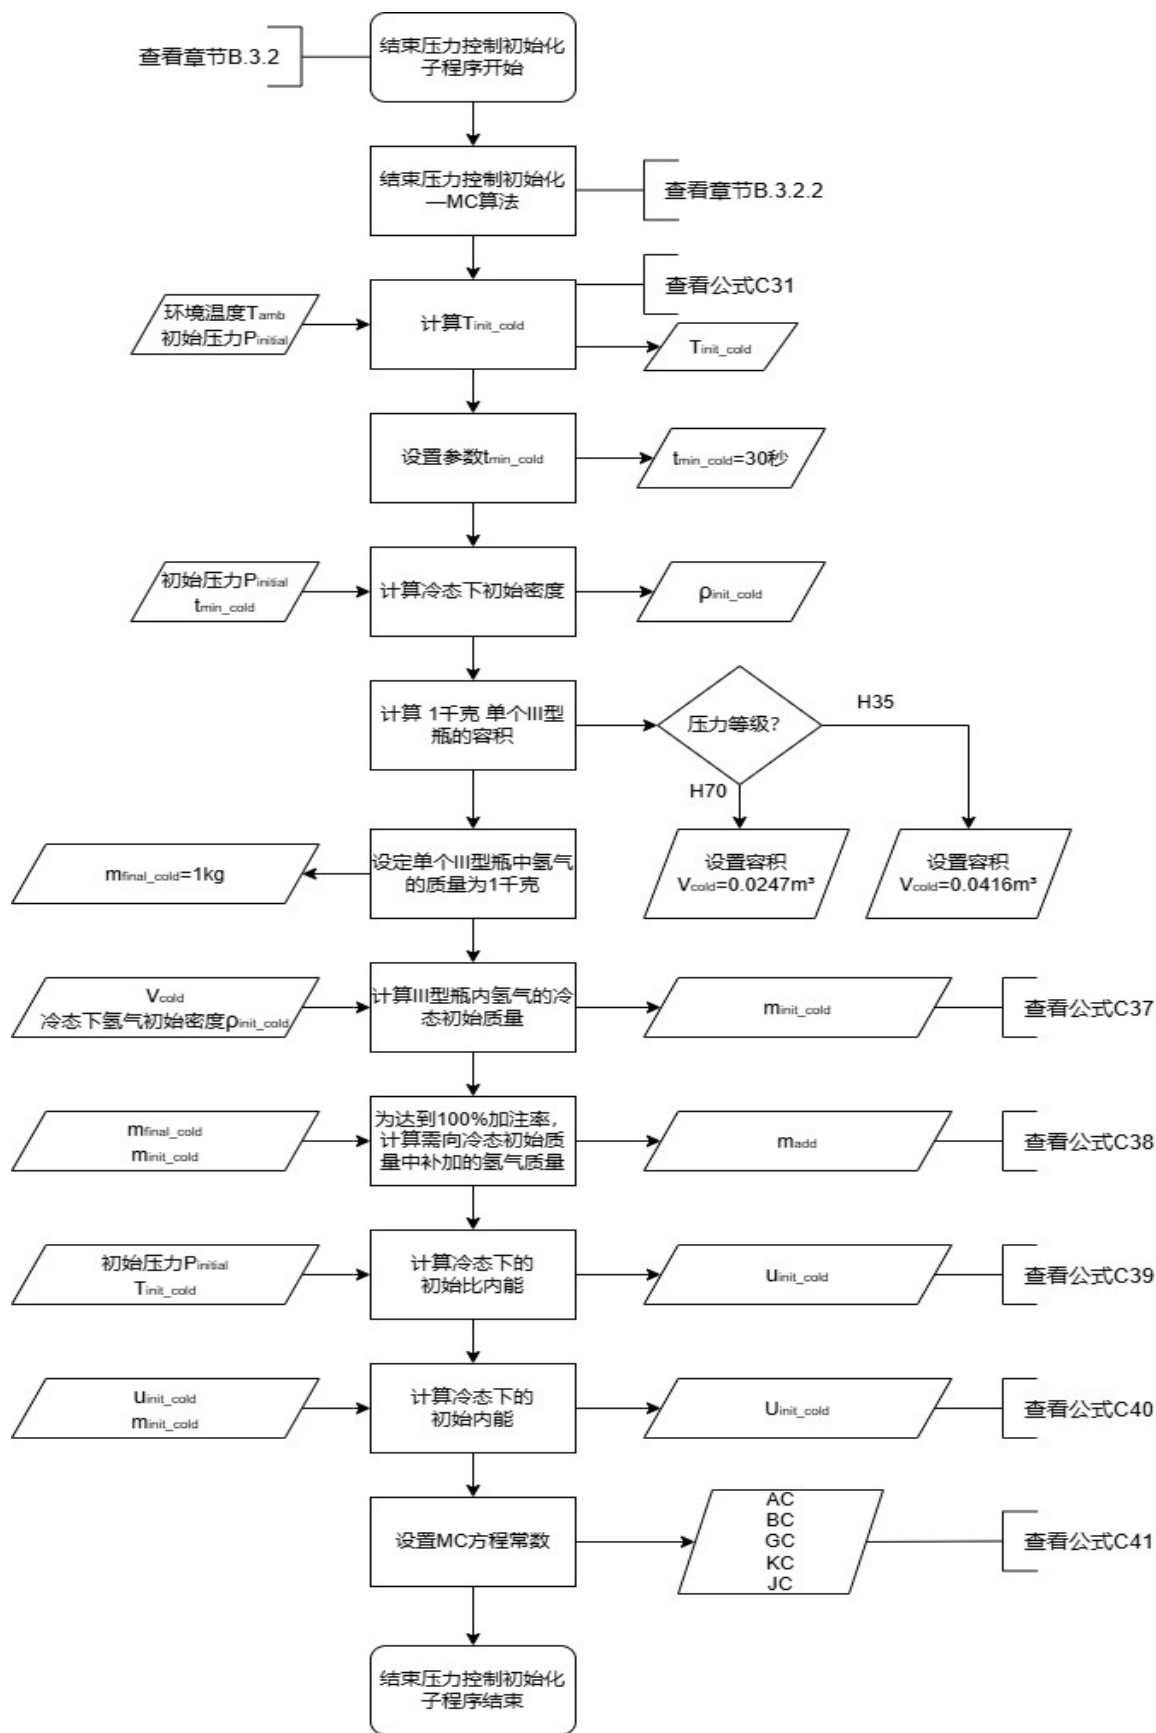 查看章节B.3.2
结束压力控制初始化
子程序开始
结束压力控制初始化
—MC算法
查看章节B.3.2.2
查看公式C31
环境温度Tamb
初始压力Pinitial
计算Tinit_cold
Tinit_cold
设置参数tmin_cold
tmin_cold=30秒
初始压力Pinitial
tmin_cold
计算冷态下初始密度
ρinit_cold
计算 1千克 单个III型
瓶的容积
压力等级?
H35
H70
设定单个III型瓶中氢气
的质量为1千克
mfinal_cold=1kg
设置容积
Vcold=0.0247m³
设置容积
Vcold=0.0416m³
Vcold
冷态下氢气初始密度ρinit_cold
计算III型瓶内氢气的冷
态初始质量
minit_cold
查看公式C37
mfinal_cold
minit_cold
为达到100%加注率，
计算需向冷态初始质
量中补加的氢气质量
madd
查看公式C38
初始压力Pinitial
Tinit_cold
计算冷态下的
初始比内能
uinit_cold
查看公式C39
uinit_cold
minit_cold
计算冷态下的
初始内能
Uinit_cold
查看公式C40
设置MC方程常数
AC
BC
GC
KC
JC
查看公式C41
结束压力控制初始化
子程序结束